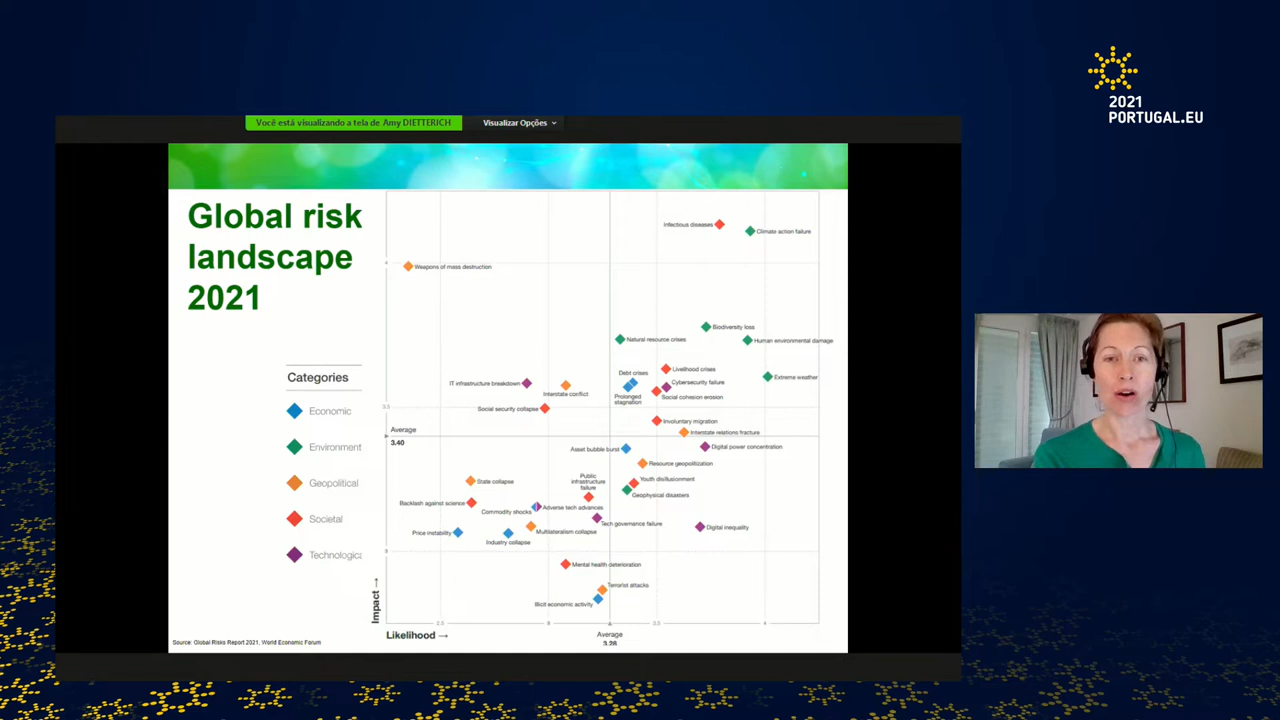 2021
PORTUGAL.EU
Você está visualizando a tela de Amy DIETTERICH
Visualizar Opções
Global risk
landscape
2021
Categories
Economic
Environment
Geopolitical
Societal
Technologica
Infectious diseases
Climate action failure
4
Weapons of mass destruction
Biodiversity loss
Natural resource crises
Human environmental damage
Livelihood crises
Debt crises
Extreme weather
IT infrastructure breakdown
Cybersecurity failure
Interstate conflict
Prolonged
stagnation
Social cohesion erosion
3.5
Social security collapse
Involuntary migration
Average
3.40
Interstate relations fracture
Asset bubble burst
Digital power concentration
Resource geopolitization
State collapse
Public
infrastructure
failure
Youth disillusionment
Geophysical disasters
Backlash against science
Commodity shocks
Adverse tech advances
Tech governance failure
Digital inequality
Price instability
Multilateralism collapse
Industry collapse
Mental health deterioration
Terrorist attacks
Illicit economic activity
Impact →
Likelihood →
Average
3.28
Source: Global Risks Report 2021, World Economic Forum